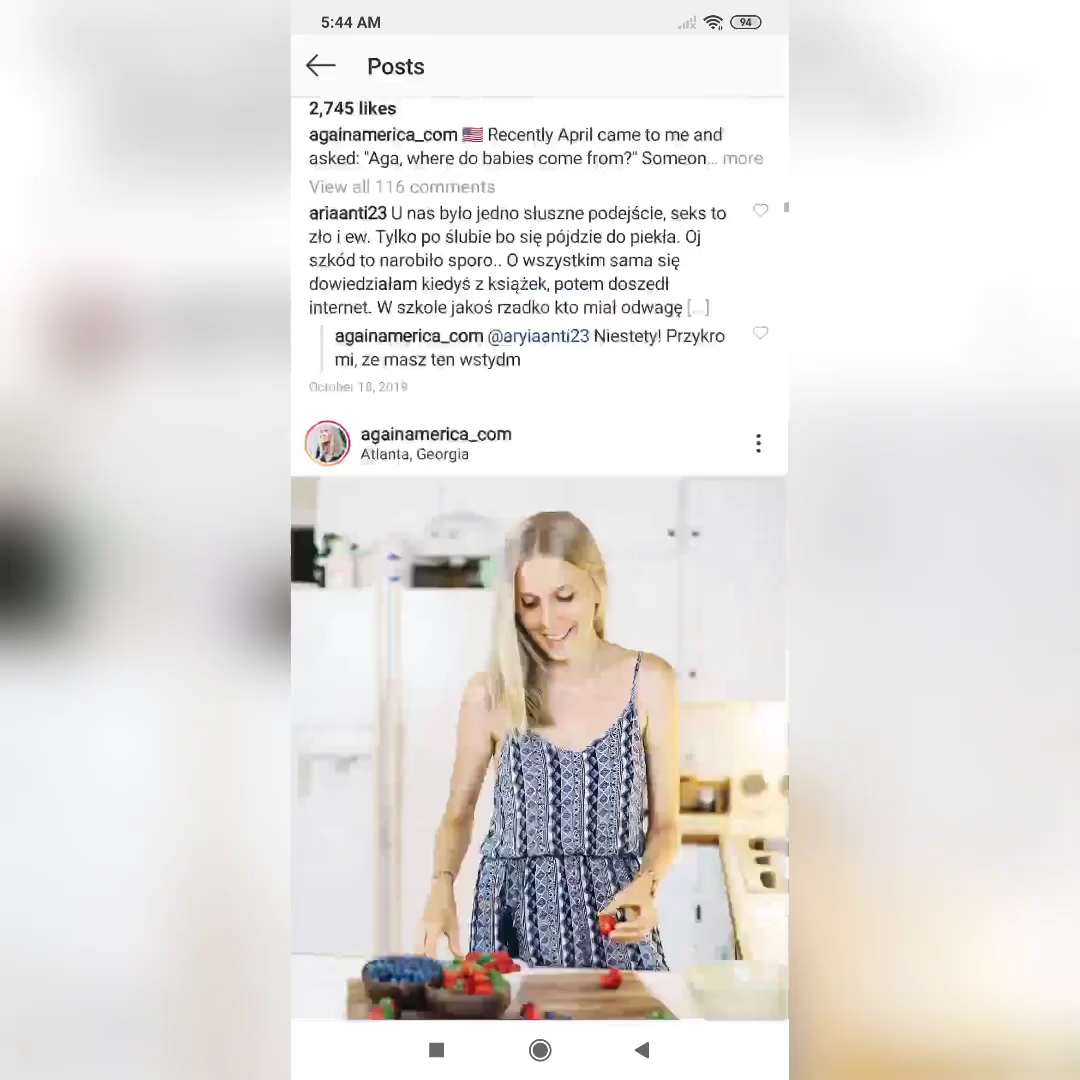 5:44 AM
94
Posts
2,745 likes
againamerica_com 🇺🇸 Recently April came to me and
asked: "Aga, where do babies come from?" Someon... more
View all 116 comments
ariaanti23 U nas bylo jedno słuszne podejście, seks to
zło i ew. Tylko po ślubie bo się pójdzie do piekła. Oj
szkód to narobiło sporo.. O wszystkim sama się
dowiedziałam kiedyś z książek, potem doszedł
internet. W szkole jakoś rzadko kto miał odwagę [...]
againamerica_com @aryiaanti23 Niestety! Przykro
mi, ze masz ten wstydm
October 18, 2019
againamerica_com
Atlanta, Georgia